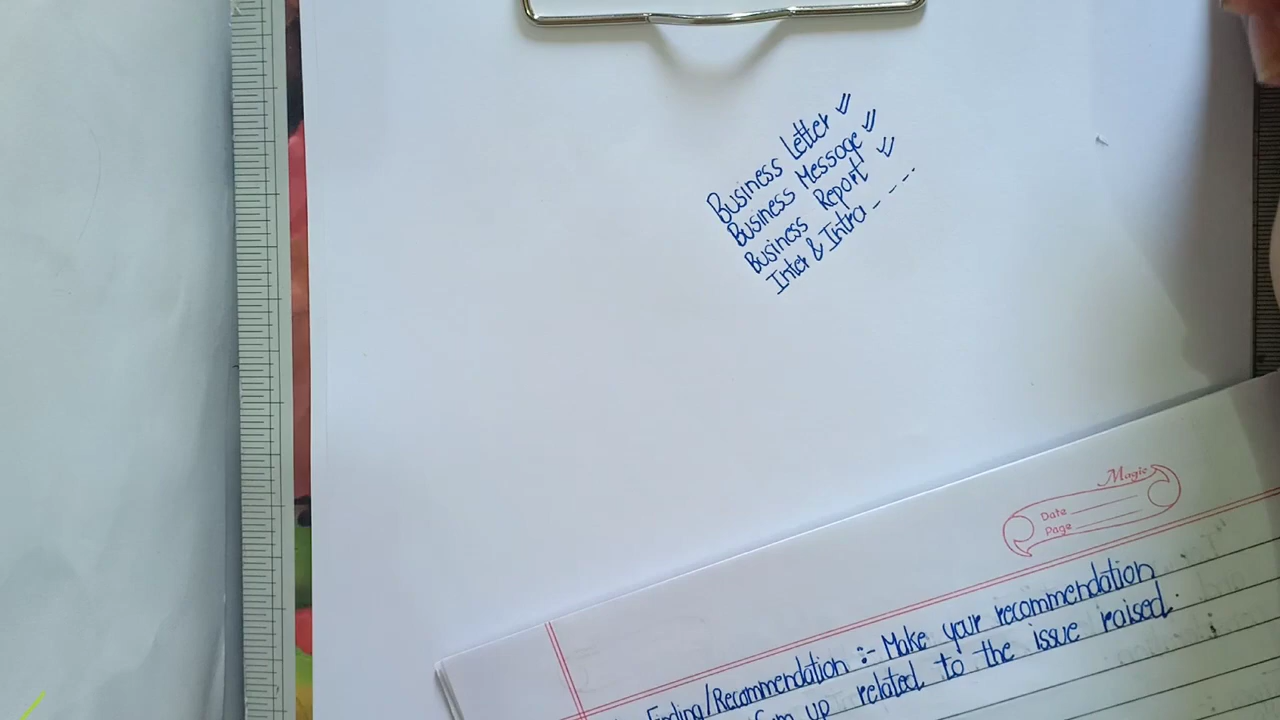 Business Letter
Business Message
Business Report
Inter & Intra _ _ _ ..
Magic
Date
Page
Finding/Recommendation :- Make your recommendation
up related to the issue raised.